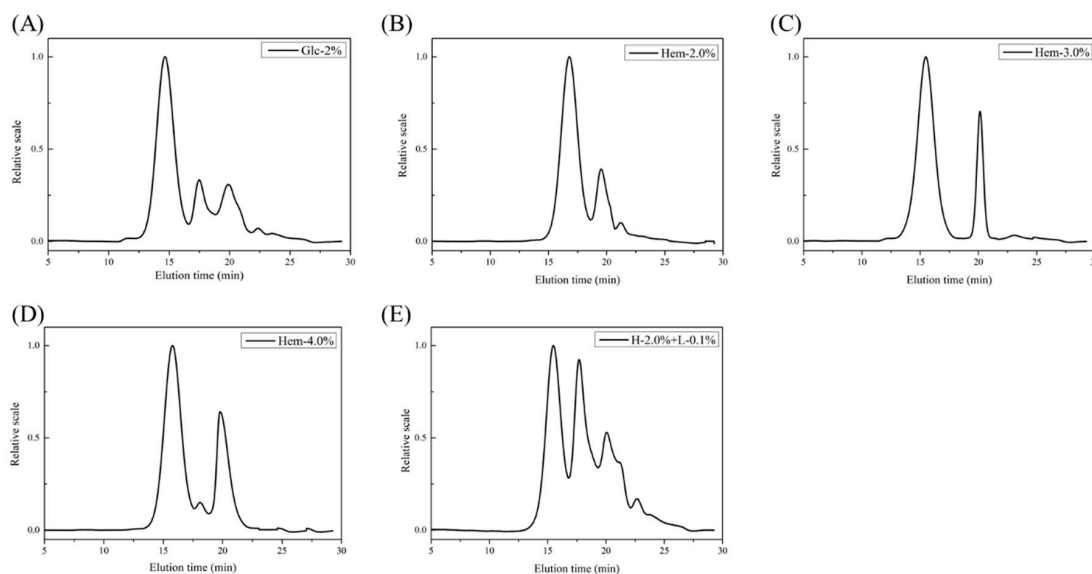 (A)
Glc-2%
1.0
0.5
0.0
Relative scale
5 10 15 20 25 30
Elution time (min)
(B)
Hem-2.0%
1.0
0.5
0.0
Relative scale
5 10 15 20 25 30
Elution time (min)
(C)
Hem-3.0%
1.0
0.5
0.0
Relative scale
5 10 15 20 25 30
Elution time (min)
(D)
Hem-4.0%
1.0
0.5
0.0
Relative scale
5 10 15 20 25 30
Elution time (min)
(E)
H-2.0%+L-0.1%
1.0
0.5
0.0
Relative scale
5 10 15 20 25 30
Elution time (min)